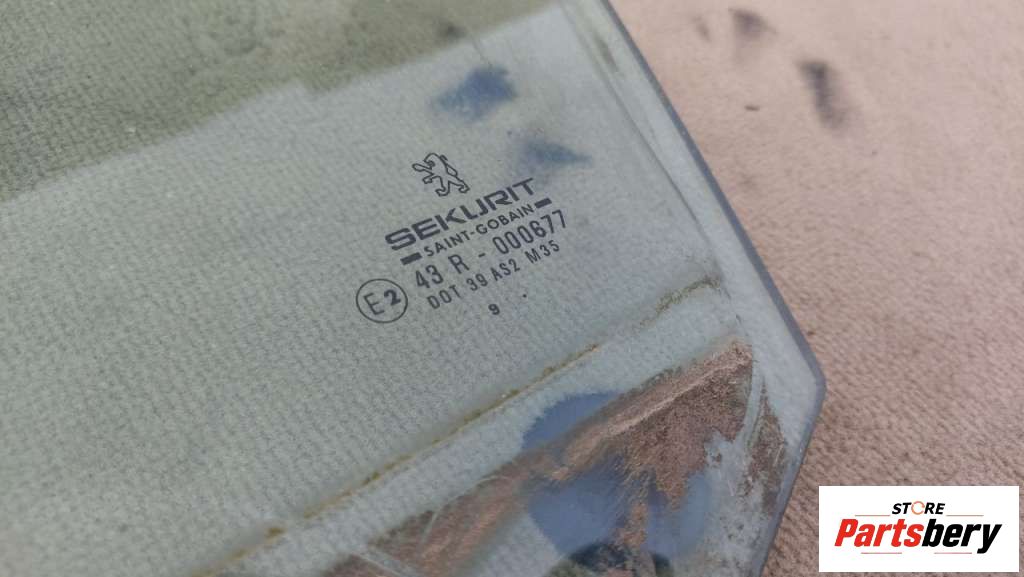 SEKURIT
SAINT-GOBAIN
E2 43 R - 000677
DOT 39 AS2 M35
9
STORE
Partsbery